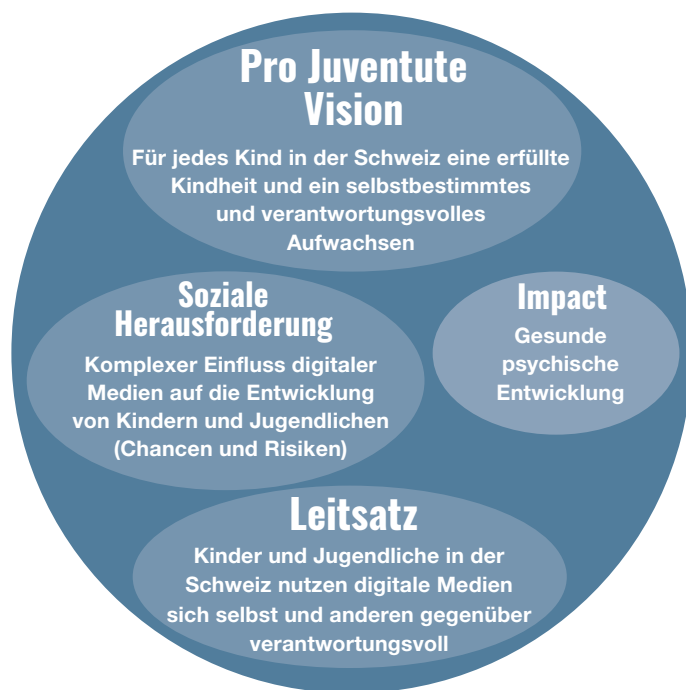 Pro Juventute
Vision
Für jedes Kind in der Schweiz eine erfüllte
Kindheit und ein selbstbestimmtes
und verantwortungsvolles
Aufwachsen
Soziale
Herausforderung
Komplexer Einfluss digitaler
Medien auf die Entwicklung
von Kindern und Jugendlichen
(Chancen und Risiken)
Impact
Gesunde
psychische
Entwicklung
Leitsatz
Kinder und Jugendliche in der
Schweiz nutzen digitale Medien
sich selbst und anderen gegenüber
verantwortungsvoll